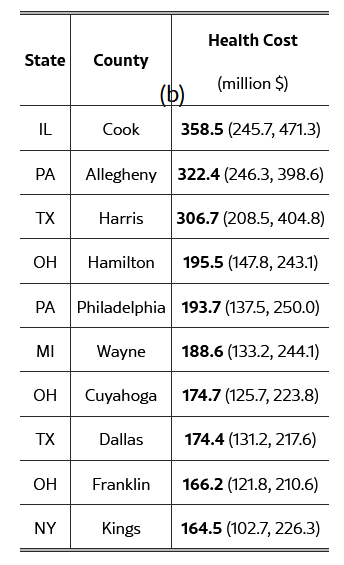 State County Health Cost
(million $)
(b)
IL Cook 358.5 (245.7, 471.3)
PA Allegheny 322.4 (246.3, 398.6)
TX Harris 306.7 (208.5, 404.8)
OH Hamilton 195.5 (147.8, 243.1)
PA Philadelphia 193.7 (137.5, 250.0)
MI Wayne 188.6 (133.2, 244.1)
OH Cuyahoga 174.7 (125.7, 223.8)
TX Dallas 174.4 (131.2, 217.6)
OH Franklin 166.2 (121.8, 210.6)
NY Kings 164.5 (102.7, 226.3)